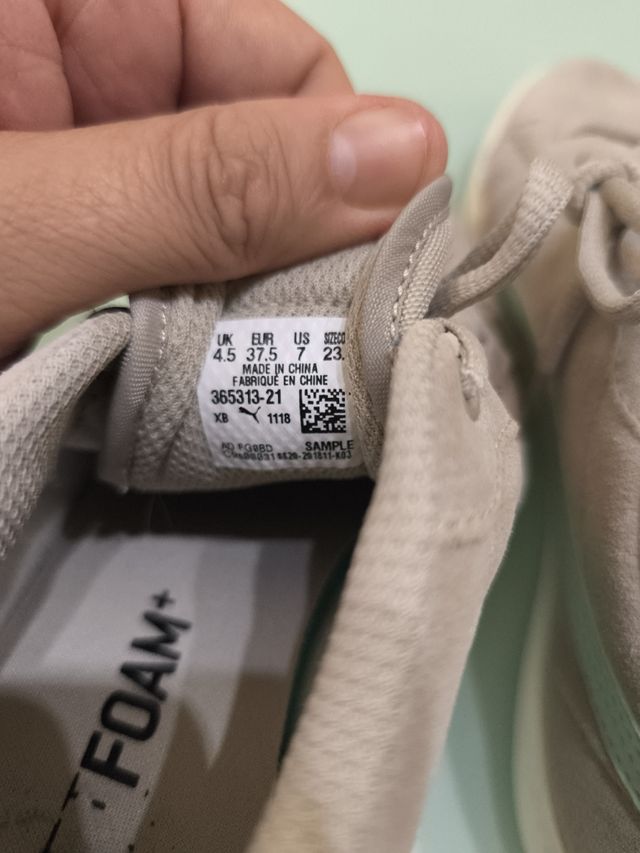 UK EUR US SIZECO
4.5 37.5 7 23.
MADE IN CHINA
FABRIQUÉ EN CHINE
365313-21
XB 1118
SAMPLE
FOAM+